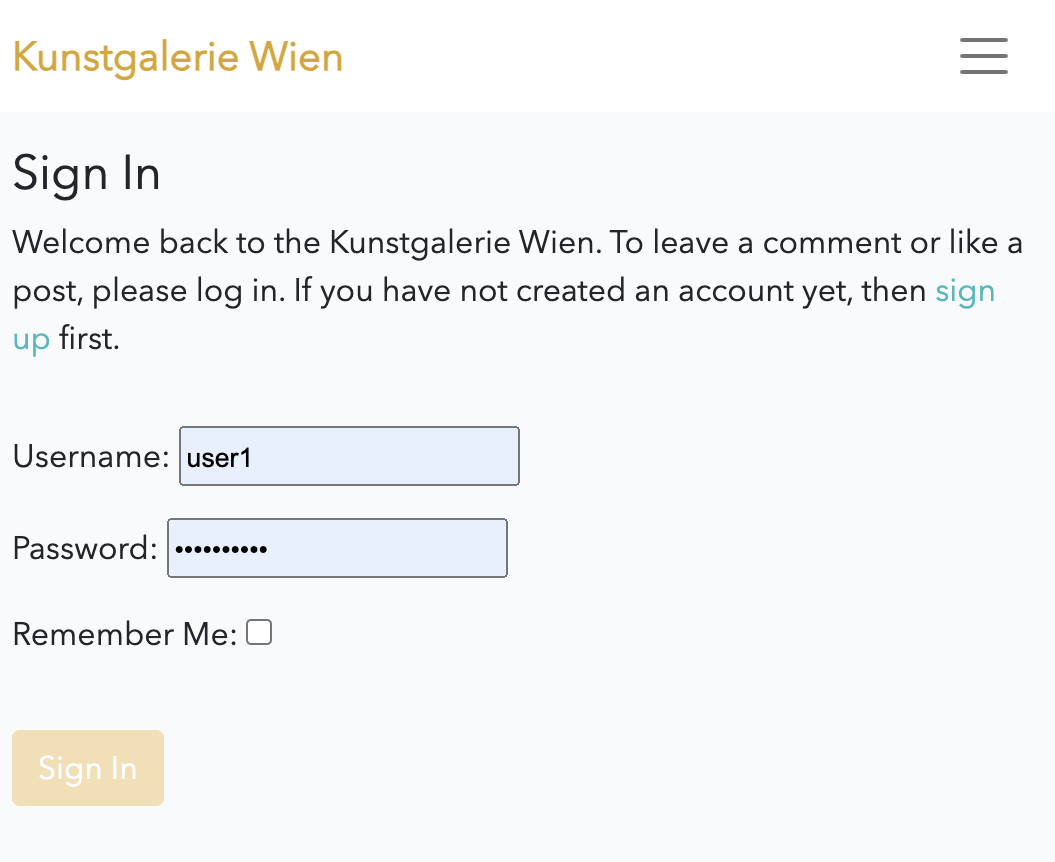 Kunstgalerie Wien
Sign In
Welcome back to the Kunstgalerie Wien. To leave a comment or like a
post, please log in. If you have not created an account yet, then sign
up first.
Username: user1
Password: ••••••••••
Remember Me:
Sign In